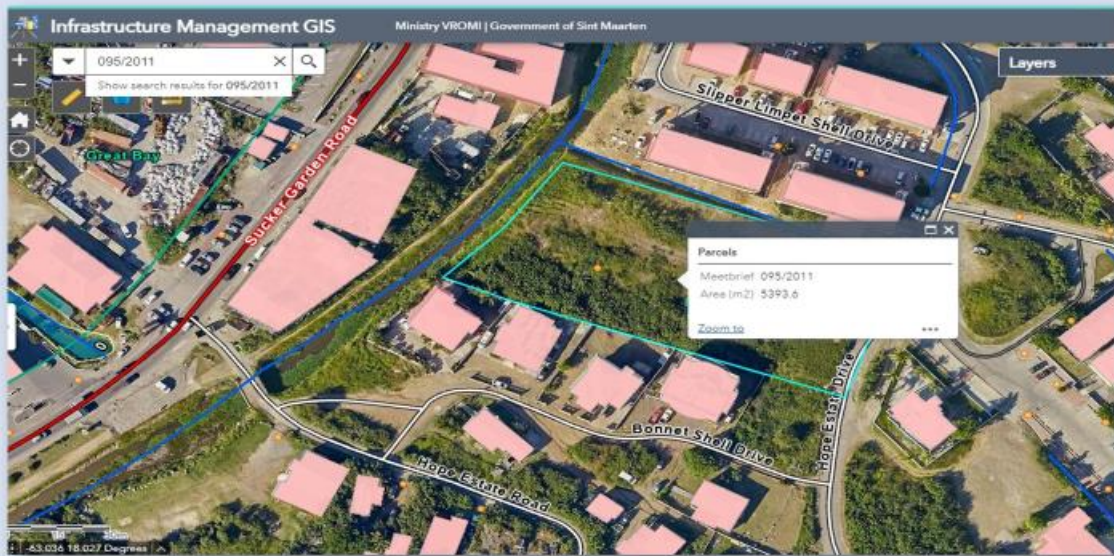 Infrastructure Management GIS
Ministry VROMI | Government of Sint Maarten
095/2011
Show search results for 095/2011
Layers
Slipper Limpet Shell Drive
Great Bay
Sucker Garden Road
Parcels
Meetbrief 095/2011
Area (m2) 5393.6
Zoom to
Hope Estate Drive
Bonnet Shell Drive
Hope Estate Road
-63.036 18.027 Degrees